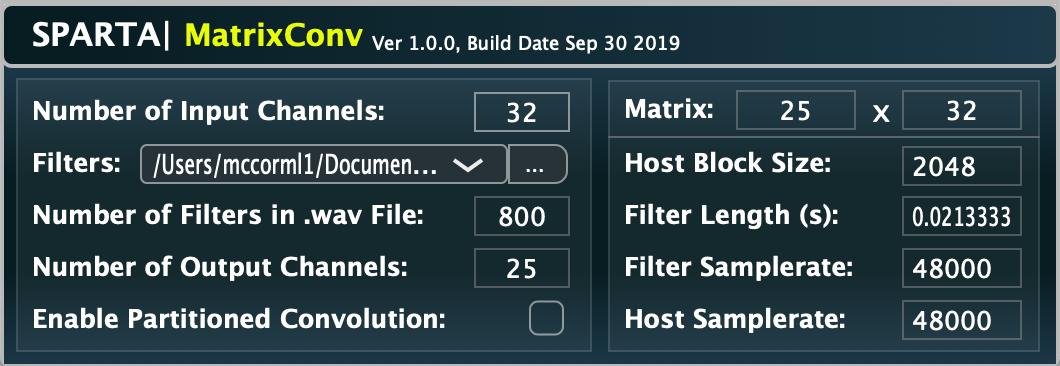 SPARTA| MatrixConv Ver 1.0.0, Build Date Sep 30 2019
Number of Input Channels: 32
Filters: /Users/mccorml1/Documen... ...
Number of Filters in .wav File: 800
Number of Output Channels: 25
Enable Partitioned Convolution:
Matrix: 25 x 32
Host Block Size: 2048
Filter Length (s): 0.0213333
Filter Samplerate: 48000
Host Samplerate: 48000